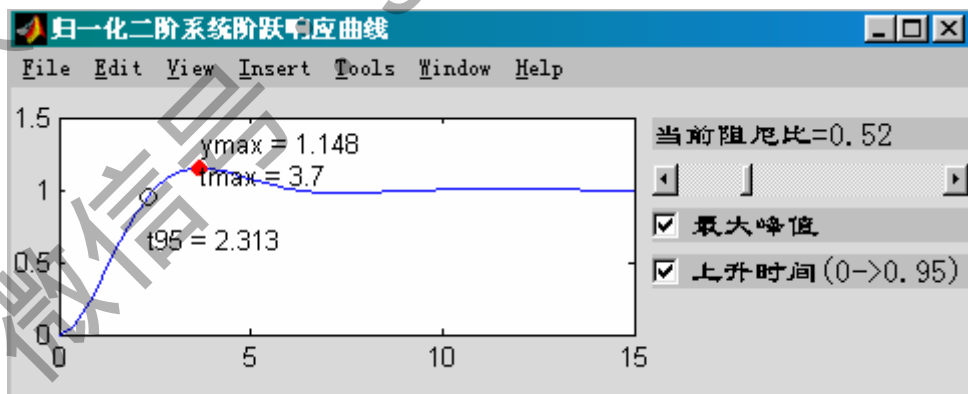 归一化二阶系统阶跃响应曲线
File Edit View Insert Tools Window Help
1.5
1
0.5
0
0 5 10 15
ymax = 1.148
tmax = 3.7
t95 = 2.313
当前阻尼比=0.52
最大峰值
上升时间(0->0.95)
微信号